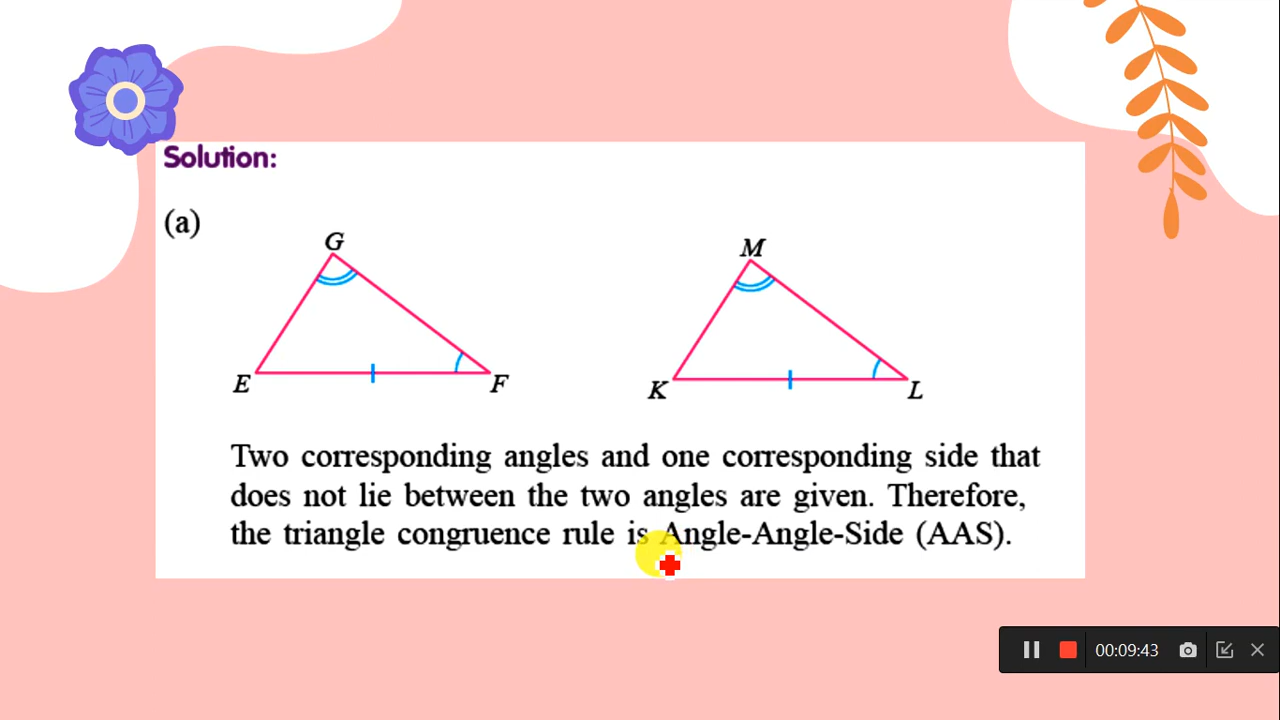 Solution:
(a)
G
M
E
F
K
L
Two corresponding angles and one corresponding side that
does not lie between the two angles are given. Therefore,
the triangle congruence rule is Angle-Angle-Side (AAS).
00:09:43